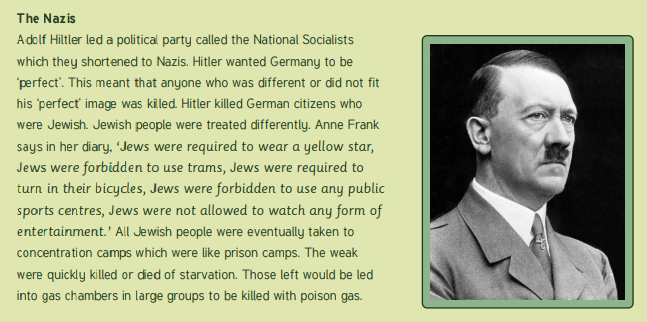 The Nazis
Adolf Hiltler led a political party called the National Socialists
which they shortened to Nazis. Hitler wanted Germany to be
'perfect'. This meant that anyone who was different or did not fit
his 'perfect' image was killed. Hitler killed German citizens who
were Jewish. Jewish people were treated differently. Anne Frank
says in her diary, 'Jews were required to wear a yellow star,
Jews were forbidden to use trams, Jews were required to
turn in their bicycles, Jews were forbidden to use any public
sports centres, Jews were not allowed to watch any form of
entertainment.' All Jewish people were eventually taken to
concentration camps which were like prison camps. The weak
were quickly killed or died of starvation. Those left would be led
into gas chambers in large groups to be killed with poison gas.